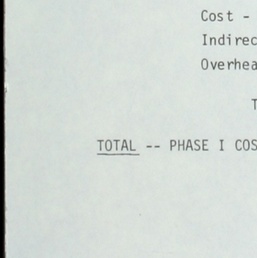 Cost -
Indirec
Overhea
T
TOTAL -- PHASE I COS